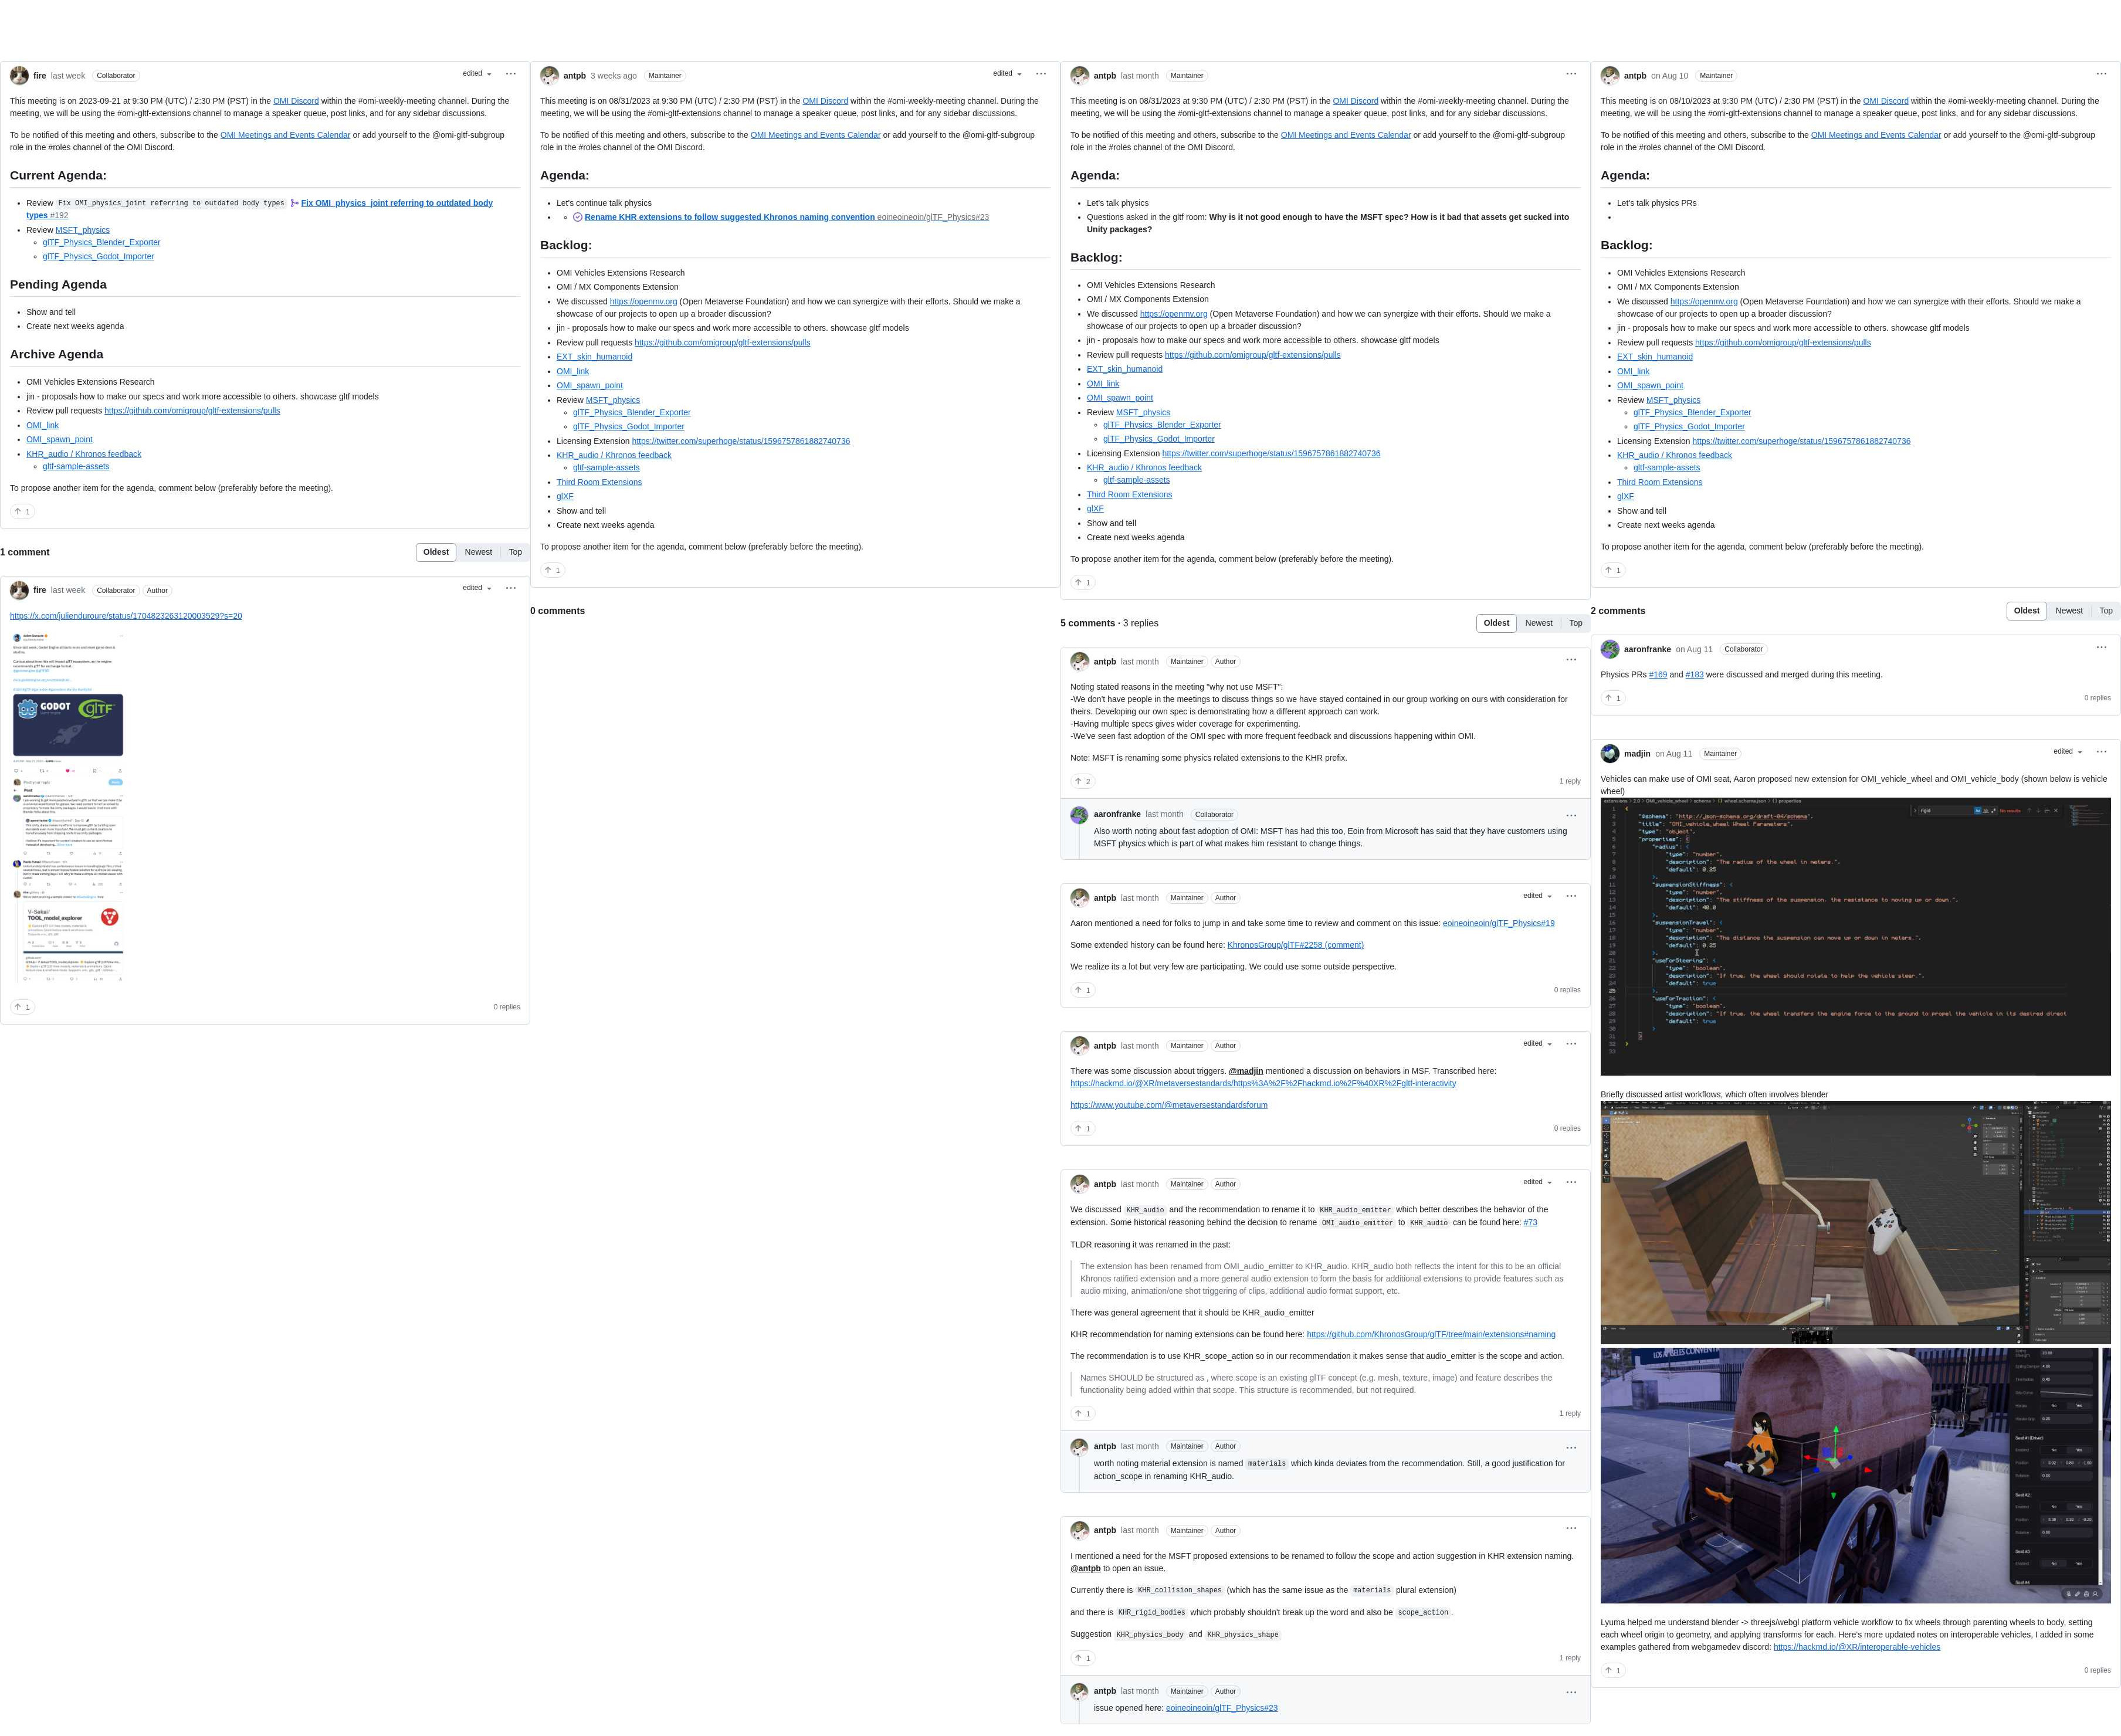 fire last week Collaborator edited
This meeting is on 2023-09-21 at 9:30 PM (UTC) / 2:30 PM (PST) in the OMI Discord within the #omi-weekly-meeting channel. During the
meeting, we will be using the #omi-gltf-extensions channel to manage a speaker queue, post links, and for any sidebar discussions.
To be notified of this meeting and others, subscribe to the OMI Meetings and Events Calendar or add yourself to the @omi-gltf-subgroup
role in the #roles channel of the OMI Discord.
Current Agenda:
Review Fix OMI_physics_joint referring to outdated body types Fix OMI_physics_joint referring to outdated body
types #192
Review MSFT_physics
glTF_Physics_Blender_Exporter
glTF_Physics_Godot_Importer
Pending Agenda
Show and tell
Create next weeks agenda
Archive Agenda
OMI Vehicles Extensions Research
jin - proposals how to make our specs and work more accessible to others. showcase gltf models
Review pull requests https://github.com/omigroup/gltf-extensions/pulls
OMI_link
OMI_spawn_point
KHR_audio / Khronos feedback
gltf-sample-assets
To propose another item for the agenda, comment below (preferably before the meeting).
1
1 comment Oldest Newest Top
fire last week Collaborator Author edited
https://x.com/julienduroure/status/1704823263120003529?s=20
GODOT glTF
V-Sekai/
TOOL_model_explorer
1 0 replies
antpb 3 weeks ago Maintainer edited
This meeting is on 08/31/2023 at 9:30 PM (UTC) / 2:30 PM (PST) in the OMI Discord within the #omi-weekly-meeting channel. During the
meeting, we will be using the #omi-gltf-extensions channel to manage a speaker queue, post links, and for any sidebar discussions.
To be notified of this meeting and others, subscribe to the OMI Meetings and Events Calendar or add yourself to the @omi-gltf-subgroup
role in the #roles channel of the OMI Discord.
Agenda:
Let's continue talk physics
Rename KHR extensions to follow suggested Khronos naming convention eoineoineoin/glTF_Physics#23
Backlog:
OMI Vehicles Extensions Research
OMI / MX Components Extension
We discussed https://openmv.org (Open Metaverse Foundation) and how we can synergize with their efforts. Should we make a
showcase of our projects to open up a broader discussion?
jin - proposals how to make our specs and work more accessible to others. showcase gltf models
Review pull requests https://github.com/omigroup/gltf-extensions/pulls
EXT_skin_humanoid
OMI_link
OMI_spawn_point
Review MSFT_physics
glTF_Physics_Blender_Exporter
glTF_Physics_Godot_Importer
Licensing Extension https://twitter.com/superhoge/status/1596757861882740736
KHR_audio / Khronos feedback
gltf-sample-assets
Third Room Extensions
glXF
Show and tell
Create next weeks agenda
To propose another item for the agenda, comment below (preferably before the meeting).
1
0 comments
antpb last month Maintainer
This meeting is on 08/31/2023 at 9:30 PM (UTC) / 2:30 PM (PST) in the OMI Discord within the #omi-weekly-meeting channel. During the
meeting, we will be using the #omi-gltf-extensions channel to manage a speaker queue, post links, and for any sidebar discussions.
To be notified of this meeting and others, subscribe to the OMI Meetings and Events Calendar or add yourself to the @omi-gltf-subgroup
role in the #roles channel of the OMI Discord.
Agenda:
Let's talk physics
Questions asked in the gltf room: Why is it not good enough to have the MSFT spec? How is it bad that assets get sucked into
Unity packages?
Backlog:
OMI Vehicles Extensions Research
OMI / MX Components Extension
We discussed https://openmv.org (Open Metaverse Foundation) and how we can synergize with their efforts. Should we make a
showcase of our projects to open up a broader discussion?
jin - proposals how to make our specs and work more accessible to others. showcase gltf models
Review pull requests https://github.com/omigroup/gltf-extensions/pulls
EXT_skin_humanoid
OMI_link
OMI_spawn_point
Review MSFT_physics
glTF_Physics_Blender_Exporter
glTF_Physics_Godot_Importer
Licensing Extension https://twitter.com/superhoge/status/1596757861882740736
KHR_audio / Khronos feedback
gltf-sample-assets
Third Room Extensions
glXF
Show and tell
Create next weeks agenda
To propose another item for the agenda, comment below (preferably before the meeting).
1
5 comments · 3 replies Oldest Newest Top
antpb last month Maintainer Author
Noting stated reasons in the meeting "why not use MSFT":
-We don't have people in the meetings to discuss things so we have stayed contained in our group working on ours with consideration for
theirs. Developing our own spec is demonstrating how a different approach can work.
-Having multiple specs gives wider coverage for experimenting.
-We've seen fast adoption of the OMI spec with more frequent feedback and discussions happening within OMI.
Note: MSFT is renaming some physics related extensions to the KHR prefix.
2 1 reply
aaronfranke last month Collaborator
Also worth noting about fast adoption of OMI: MSFT has had this too, Eoin from Microsoft has said that they have customers using
MSFT physics which is part of what makes him resistant to change things.
antpb last month Maintainer Author edited
Aaron mentioned a need for folks to jump in and take some time to review and comment on this issue: eoineoineoin/glTF_Physics#19
Some extended history can be found here: KhronosGroup/glTF#2258 (comment)
We realize its a lot but very few are participating. We could use some outside perspective.
1 0 replies
antpb last month Maintainer Author edited
There was some discussion about triggers. @madjin mentioned a discussion on behaviors in MSF. Transcribed here:
https://hackmd.io/@XR/metaversestandards/https%3A%2F%2Fhackmd.io%2F%40XR%2Fgltf-interactivity
https://www.youtube.com/@metaversestandardsforum
1 0 replies
antpb last month Maintainer Author edited
We discussed KHR_audio and the recommendation to rename it to KHR_audio_emitter which better describes the behavior of the
extension. Some historical reasoning behind the decision to rename OMI_audio_emitter to KHR_audio can be found here: #73
TLDR reasoning it was renamed in the past:
The extension has been renamed from OMI_audio_emitter to KHR_audio. KHR_audio both reflects the intent for this to be an official
Khronos ratified extension and a more general audio extension to form the basis for additional extensions to provide features such as
audio mixing, animation/one shot triggering of clips, additional audio format support, etc.
There was general agreement that it should be KHR_audio_emitter
KHR recommendation for naming extensions can be found here: https://github.com/KhronosGroup/glTF/tree/main/extensions#naming
The recommendation is to use KHR_scope_action so in our recommendation it makes sense that audio_emitter is the scope and action.
Names SHOULD be structured as , where scope is an existing glTF concept (e.g. mesh, texture, image) and feature describes the
functionality being added within that scope. This structure is recommended, but not required.
1 1 reply
antpb last month Maintainer Author
worth noting material extension is named materials which kinda deviates from the recommendation. Still, a good justification for
action_scope in renaming KHR_audio.
antpb last month Maintainer Author
I mentioned a need for the MSFT proposed extensions to be renamed to follow the scope and action suggestion in KHR extension naming.
@antpb to open an issue.
Currently there is KHR_collision_shapes (which has the same issue as the materials plural extension)
and there is KHR_rigid_bodies which probably shouldn't break up the word and also be scope_action .
Suggestion KHR_physics_body and KHR_physics_shape
1 1 reply
antpb last month Maintainer Author
issue opened here: eoineoineoin/glTF_Physics#23
antpb on Aug 10 Maintainer
This meeting is on 08/10/2023 at 9:30 PM (UTC) / 2:30 PM (PST) in the OMI Discord within the #omi-weekly-meeting channel. During the
meeting, we will be using the #omi-gltf-extensions channel to manage a speaker queue, post links, and for any sidebar discussions.
To be notified of this meeting and others, subscribe to the OMI Meetings and Events Calendar or add yourself to the @omi-gltf-subgroup
role in the #roles channel of the OMI Discord.
Agenda:
Let's talk physics PRs
Backlog:
OMI Vehicles Extensions Research
OMI / MX Components Extension
We discussed https://openmv.org (Open Metaverse Foundation) and how we can synergize with their efforts. Should we make a
showcase of our projects to open up a broader discussion?
jin - proposals how to make our specs and work more accessible to others. showcase gltf models
Review pull requests https://github.com/omigroup/gltf-extensions/pulls
EXT_skin_humanoid
OMI_link
OMI_spawn_point
Review MSFT_physics
glTF_Physics_Blender_Exporter
glTF_Physics_Godot_Importer
Licensing Extension https://twitter.com/superhoge/status/1596757861882740736
KHR_audio / Khronos feedback
gltf-sample-assets
Third Room Extensions
glXF
Show and tell
Create next weeks agenda
To propose another item for the agenda, comment below (preferably before the meeting).
1
2 comments Oldest Newest Top
aaronfranke on Aug 11 Collaborator
Physics PRs #169 and #183 were discussed and merged during this meeting.
1 0 replies
madjin on Aug 11 Maintainer edited
Vehicles can make use of OMI seat, Aaron proposed new extension for OMI_vehicle_wheel and OMI_vehicle_body (shown below is vehicle
wheel)
extensions > 2.0 > OMI_vehicle_wheel > schema > {} wheel.schema.json > {} properties
rigid No results
"$schema": "http://json-schema.org/draft-04/schema",
"title": "OMI_vehicle_wheel Wheel Parameters",
"type": "object",
"properties": {
"radius": {
"type": "number",
"description": "The radius of the wheel in meters.",
"default": 0.25
},
"suspensionStiffness": {
"type": "number",
"description": "The stiffness of the suspension, the resistance to moving up or down.",
"default": 40.0
},
"suspensionTravel": {
"type": "number",
"description": "The distance the suspension can move up or down in meters.",
"default": 0.25
},
"useForSteering": {
"type": "boolean",
"description": "If true, the wheel should rotate to help the vehicle steer.",
"default": true
},
"useForTraction": {
"type": "boolean",
"description": "If true, the wheel transfers the engine force to the ground to propel the vehicle in its desired direct
"default": true
}
Briefly discussed artist workflows, which often involves blender
LOS ANGELES CONVENTION
Lyuma helped me understand blender -> threejs/webgl platform vehicle workflow to fix wheels through parenting wheels to body, setting
each wheel origin to geometry, and applying transforms for each. Here's more updated notes on interoperable vehicles, I added in some
examples gathered from webgamedev discord: https://hackmd.io/@XR/interoperable-vehicles
1 0 replies